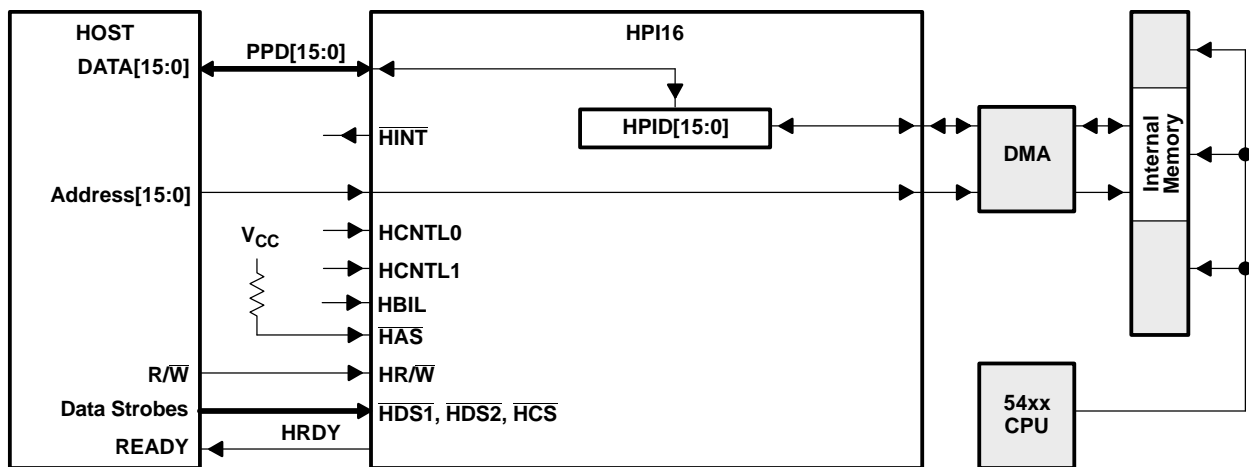 HOST
DATA[15:0]
PPD[15:0]
HPI16
HPID[15:0]
HINT
DMA
Internal
Memory
Address[15:0]
VCC
HCNTL0
HCNTL1
HBIL
HAS
R/W
HR/W
Data Strobes
HDS1, HDS2, HCS
READY
HRDY
54xx
CPU